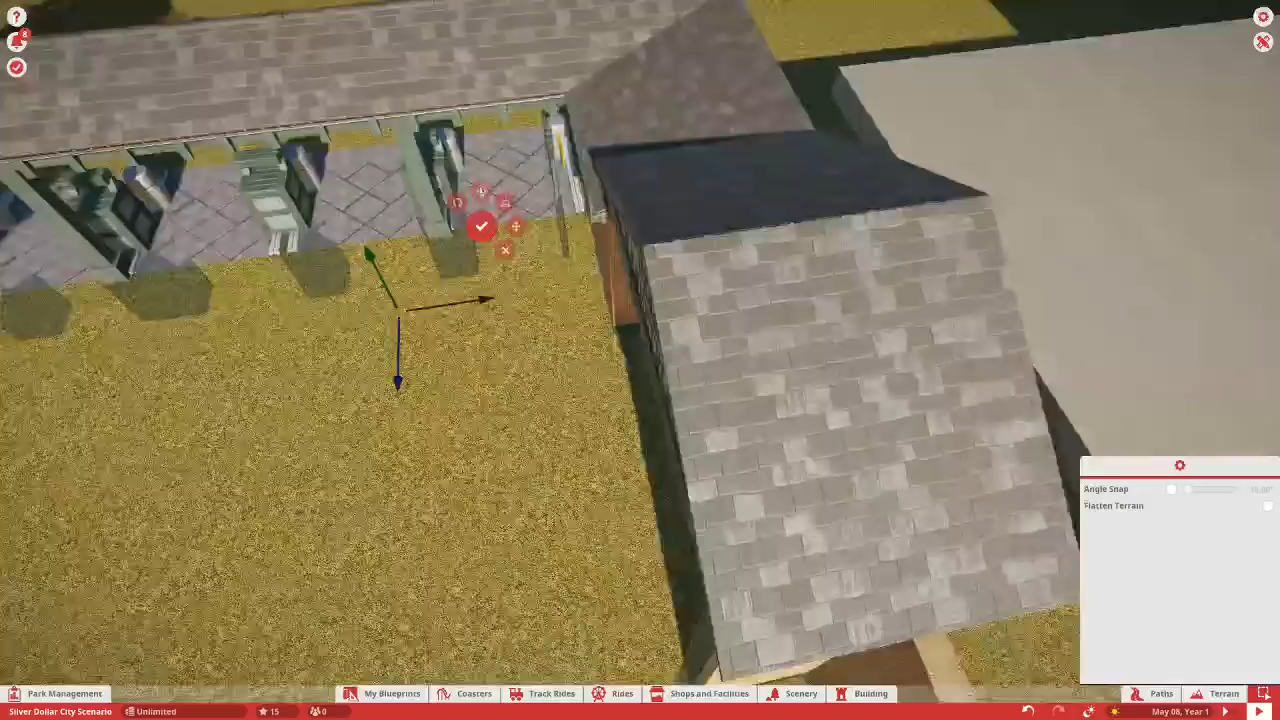 ?
8
Angle Snap
Flatten Terrain
Park Management
My Blueprints
Coasters
Track Rides
Rides
Shops and Facilities
Scenery
Building
Paths
Terrain
Silver Dollar City Scenario
Unlimited
15
0
May 08, Year 1